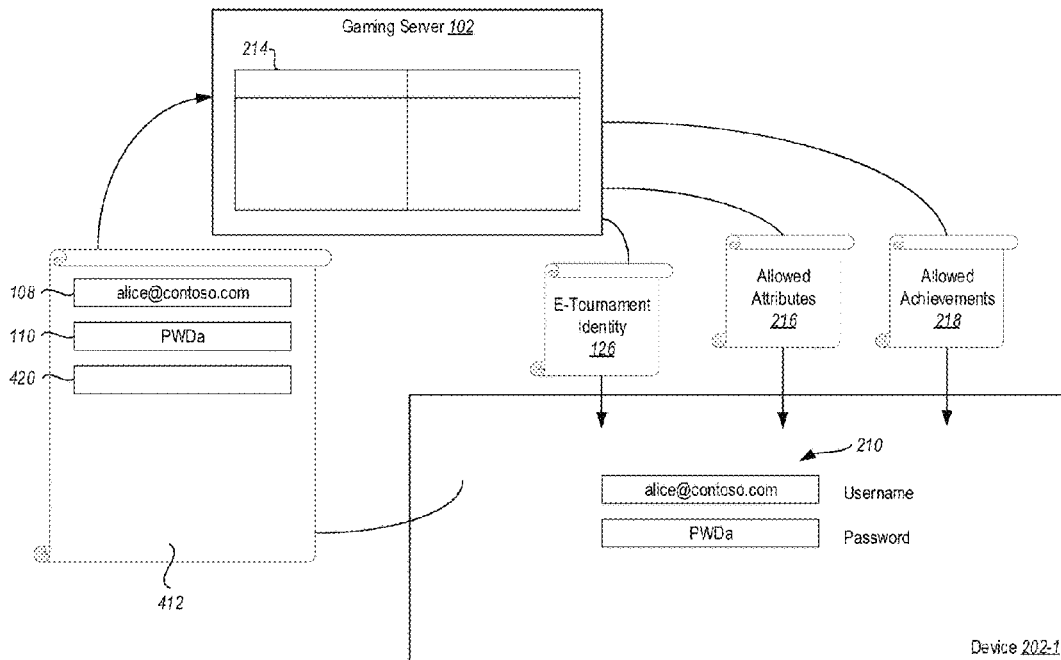 Gaming Server 102
214
108
alice@contoso.com
110
PWDa
420
412
E-Tournament
Identity
126
Allowed
Attributes
216
Allowed
Achievements
218
210
alice@contoso.com
Username
PWDa
Password
Device 202-1